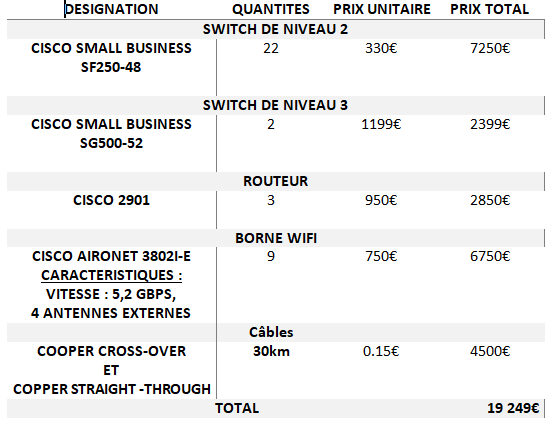 DESIGNATION QUANTITES PRIX UNITAIRE PRIX TOTAL
SWITCH DE NIVEAU 2
CISCO SMALL BUSINESS 22 330€ 7250€
SF250-48
SWITCH DE NIVEAU 3
CISCO SMALL BUSINESS 2 1199€ 2399€
SG500-52
ROUTEUR
CISCO 2901 3 950€ 2850€
BORNE WIFI
CISCO AIRONET 3802I-E 9 750€ 6750€
CARACTERISTIQUES :
VITESSE : 5,2 GBPS,
4 ANTENNES EXTERNES
Câbles
COOPER CROSS-OVER 30km 0.15€ 4500€
ET
COPPER STRAIGHT -THROUGH
TOTAL 19 249€